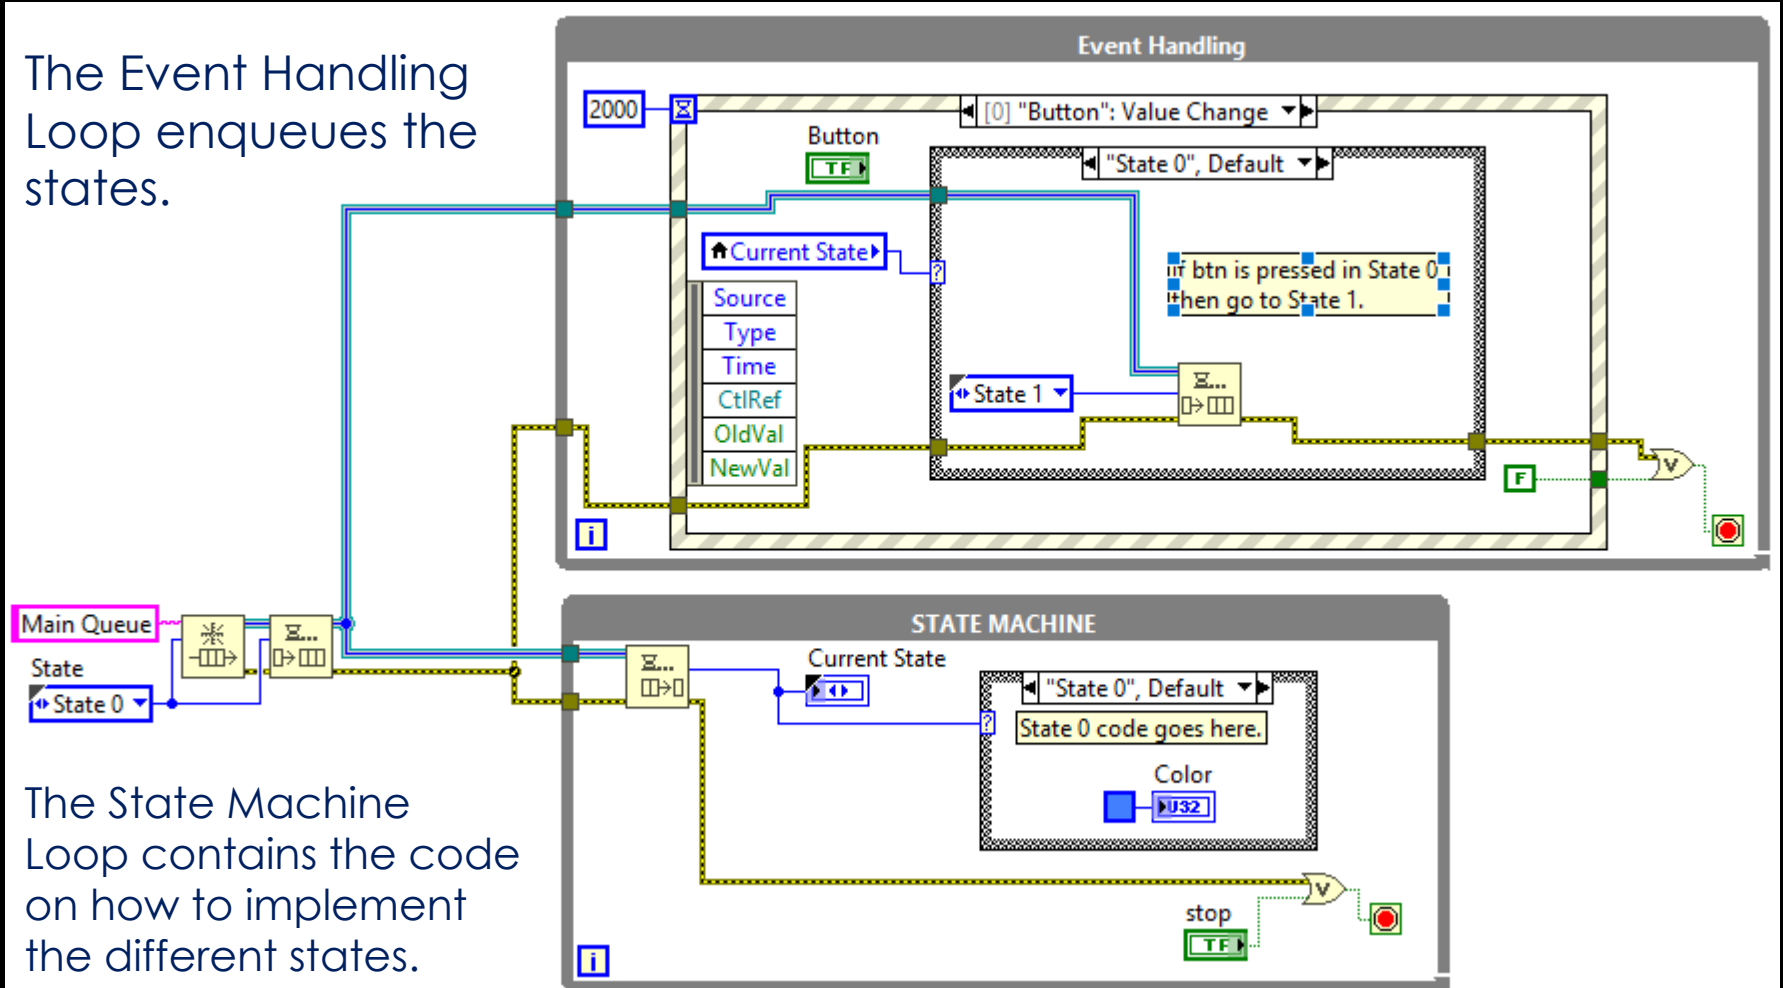 The Event Handling
Loop enqueues the
states.
Event Handling
2000
[0] "Button": Value Change
Button
TF
"State 0", Default
Current State
if btn is pressed in State 0
then go to State 1.
Source
Type
Time
CtlRef
OldVal
NewVal
State 1
F
V
i
Main Queue
State
State 0
STATE MACHINE
Current State
"State 0", Default
?
State 0 code goes here.
Color
U32
V
stop
TF
i
The State Machine
Loop contains the code
on how to implement
the different states.